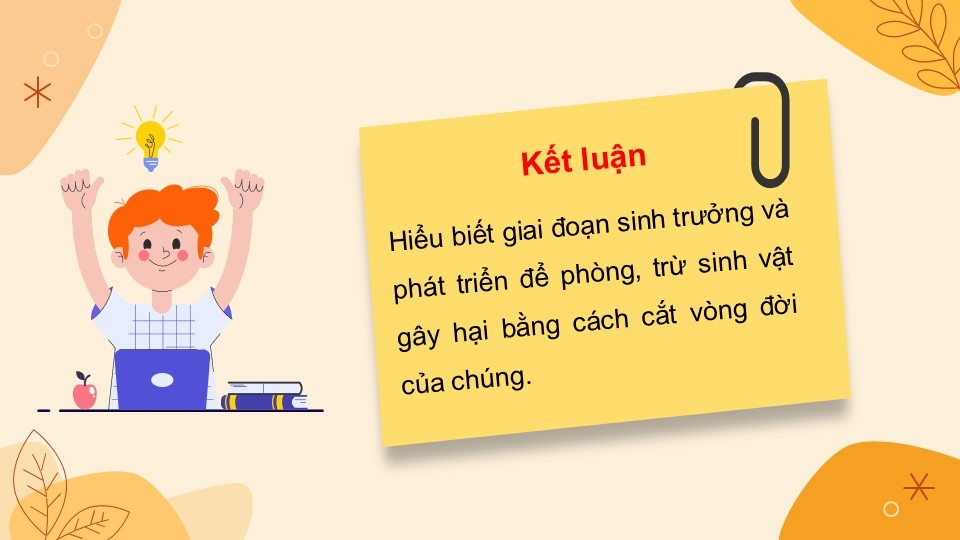 Kết luận
Hiểu biết giai đoạn sinh trưởng và
phát triển để phòng, trừ sinh vật
gây hại bằng cách cắt vòng đời
của chúng.